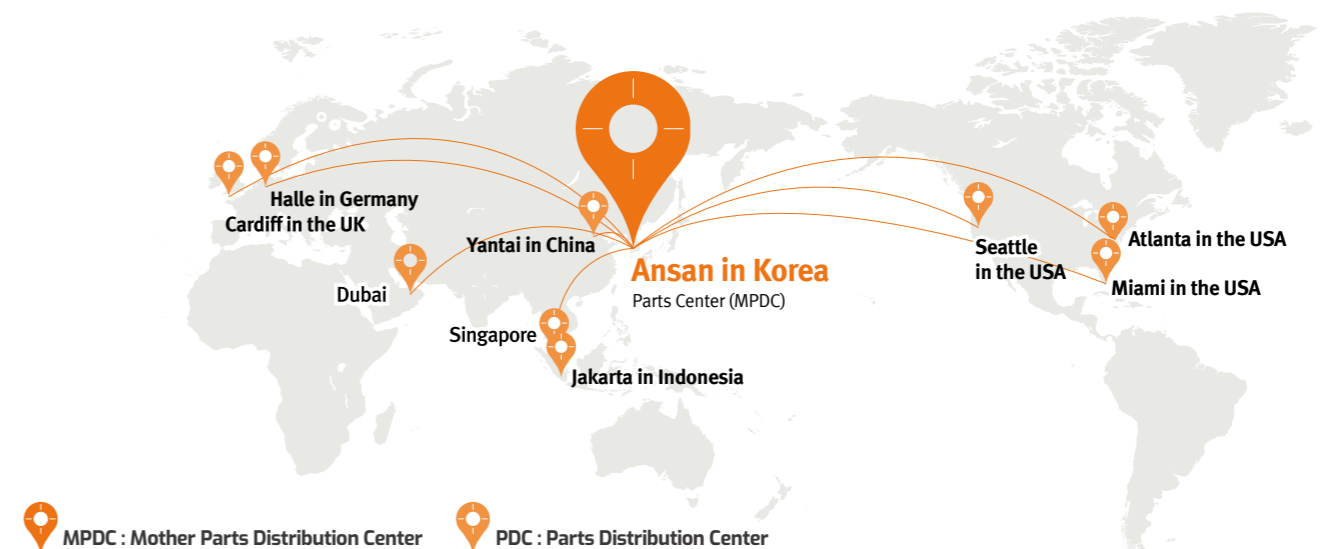 Halle in Germany
Cardiff in the UK
Yantai in China
Dubai
Ansan in Korea
Parts Center (MPDC)
Singapore
Jakarta in Indonesia
Seattle
in the USA
Atlanta in the USA
Miami in the USA
MPDC : Mother Parts Distribution Center
PDC : Parts Distribution Center